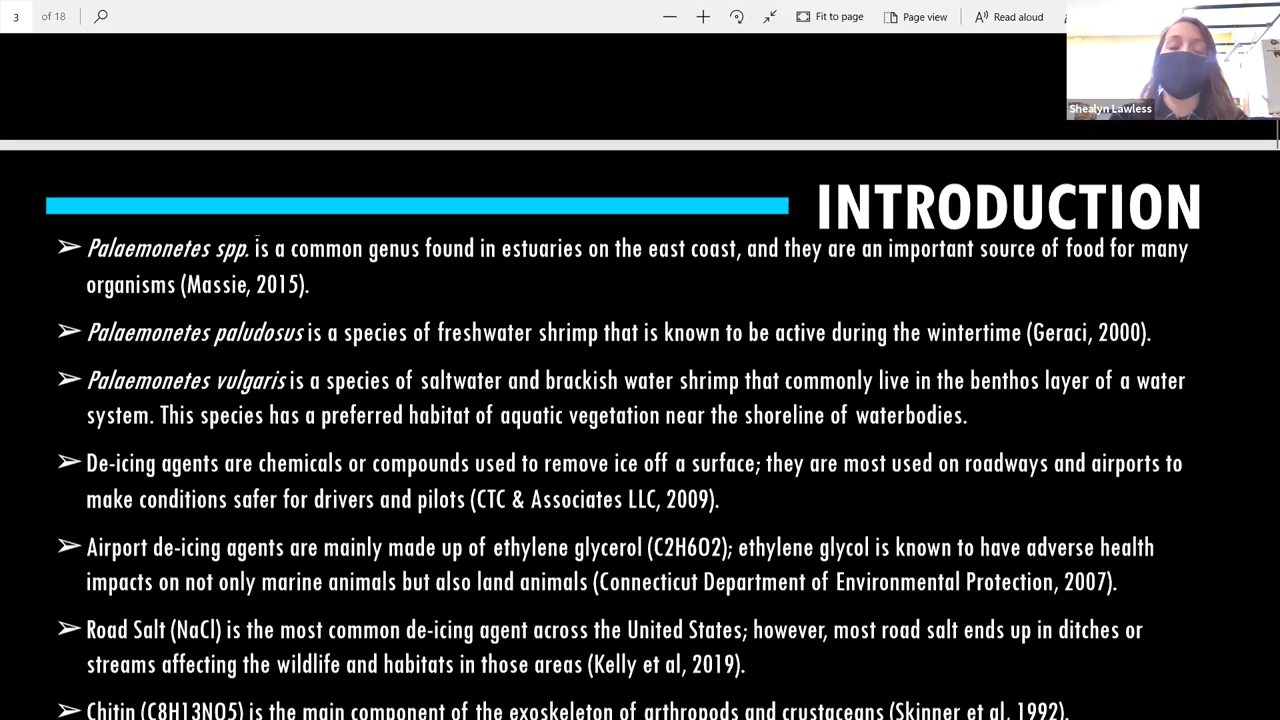 3 of 18 Fit to page Page view Read aloud
Shealyn Lawless
INTRODUCTION
➢ Palaemonetes spp. is a common genus found in estuaries on the east coast, and they are an important source of food for many
organisms (Massie, 2015).
➢ Palaemonetes paludosus is a species of freshwater shrimp that is known to be active during the wintertime (Geraci, 2000).
➢ Palaemonetes vulgaris is a species of saltwater and brackish water shrimp that commonly live in the benthos layer of a water
system. This species has a preferred habitat of aquatic vegetation near the shoreline of waterbodies.
➢ De-icing agents are chemicals or compounds used to remove ice off a surface; they are most used on roadways and airports to
make conditions safer for drivers and pilots (CTC & Associates LLC, 2009).
➢ Airport de-icing agents are mainly made up of ethylene glycerol (C2H6O2); ethylene glycol is known to have adverse health
impacts on not only marine animals but also land animals (Connecticut Department of Environmental Protection, 2007).
➢ Road Salt (NaCl) is the most common de-icing agent across the United States; however, most road salt ends up in ditches or
streams affecting the wildlife and habitats in those areas (Kelly et al, 2019).
➢ Chitin (C8H13NO5) is the main component of the exoskeleton of arthropods and crustaceans (Skinner et al, 1992).